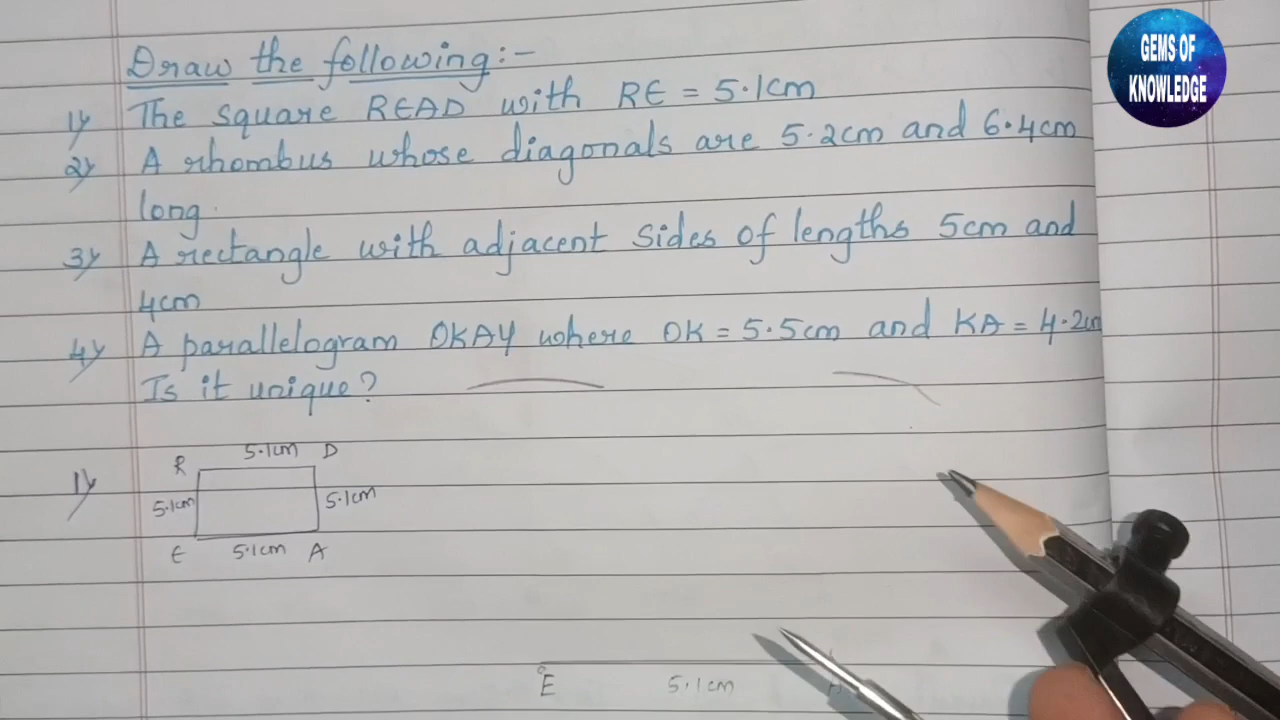 GEMS OF
KNOWLEDGE
Draw the following:-
1) The square READ with RE = 5.1cm
2) A rhombus whose diagonals are 5.2cm and 6.4cm
long.
3) A rectangle with adjacent sides of lengths 5cm and
4cm
4) A parallelogram OKAY where OK = 5.5cm and KA = 4.2cm
Is it unique?
1)
R 5.1cm D
5.1cm 5.1cm
E 5.1cm A
E 5.1cm